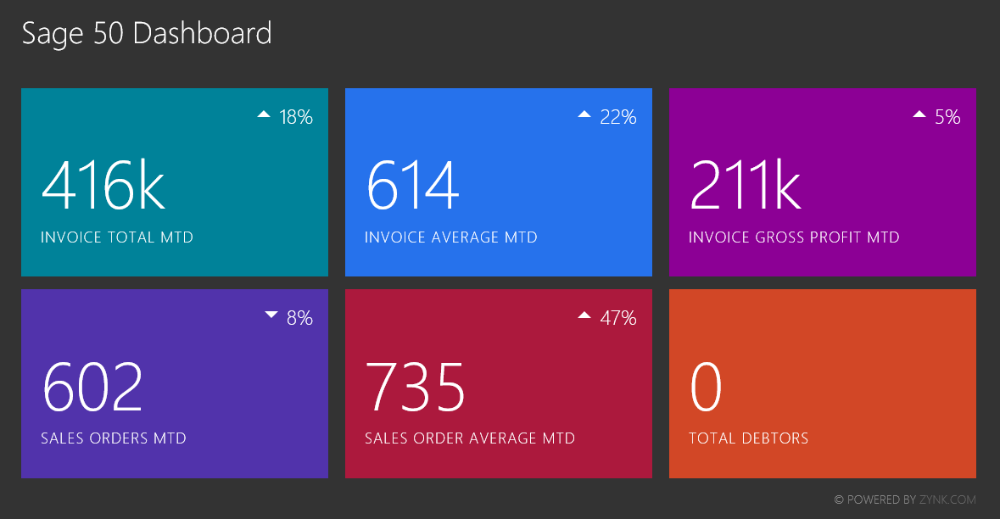 Sage 50 Dashboard
18%
416k
INVOICE TOTAL MTD
22%
614
INVOICE AVERAGE MTD
5%
211k
INVOICE GROSS PROFIT MTD
8%
602
SALES ORDERS MTD
47%
735
SALES ORDER AVERAGE MTD
0
TOTAL DEBTORS
© POWERED BY ZYNK.COM